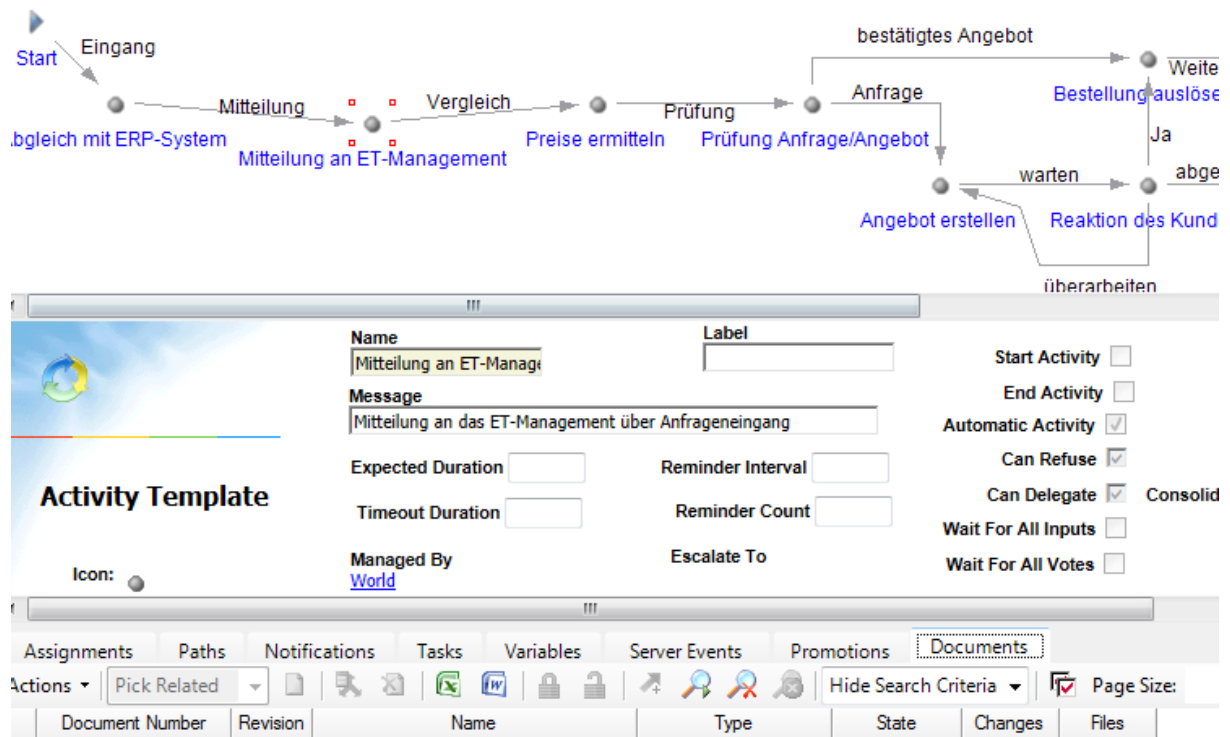 bestätigtes Angebot
Start Eingang
Weite
Mitteilung Vergleich Prüfung Anfrage Bestellung auslöse
bgleich mit ERP-System Mitteilung an ET-Management Preise ermitteln Prüfung Anfrage/Angebot Ja
warten abge
Angebot erstellen Reaktion des Kund
überarbeiten
Name Label
Mitteilung an ET-Manage Start Activity
Message End Activity
Mitteilung an das ET-Management über Anfrageneingang Automatic Activity
Expected Duration Reminder Interval Can Refuse
Activity Template Can Delegate Consolid
Timeout Duration Reminder Count Wait For All Inputs
Managed By Escalate To Wait For All Votes
Icon: World
Assignments Paths Notifications Tasks Variables Server Events Promotions Documents
Actions Pick Related Hide Search Criteria Page Size:
Document Number Revision Name Type State Changes Files